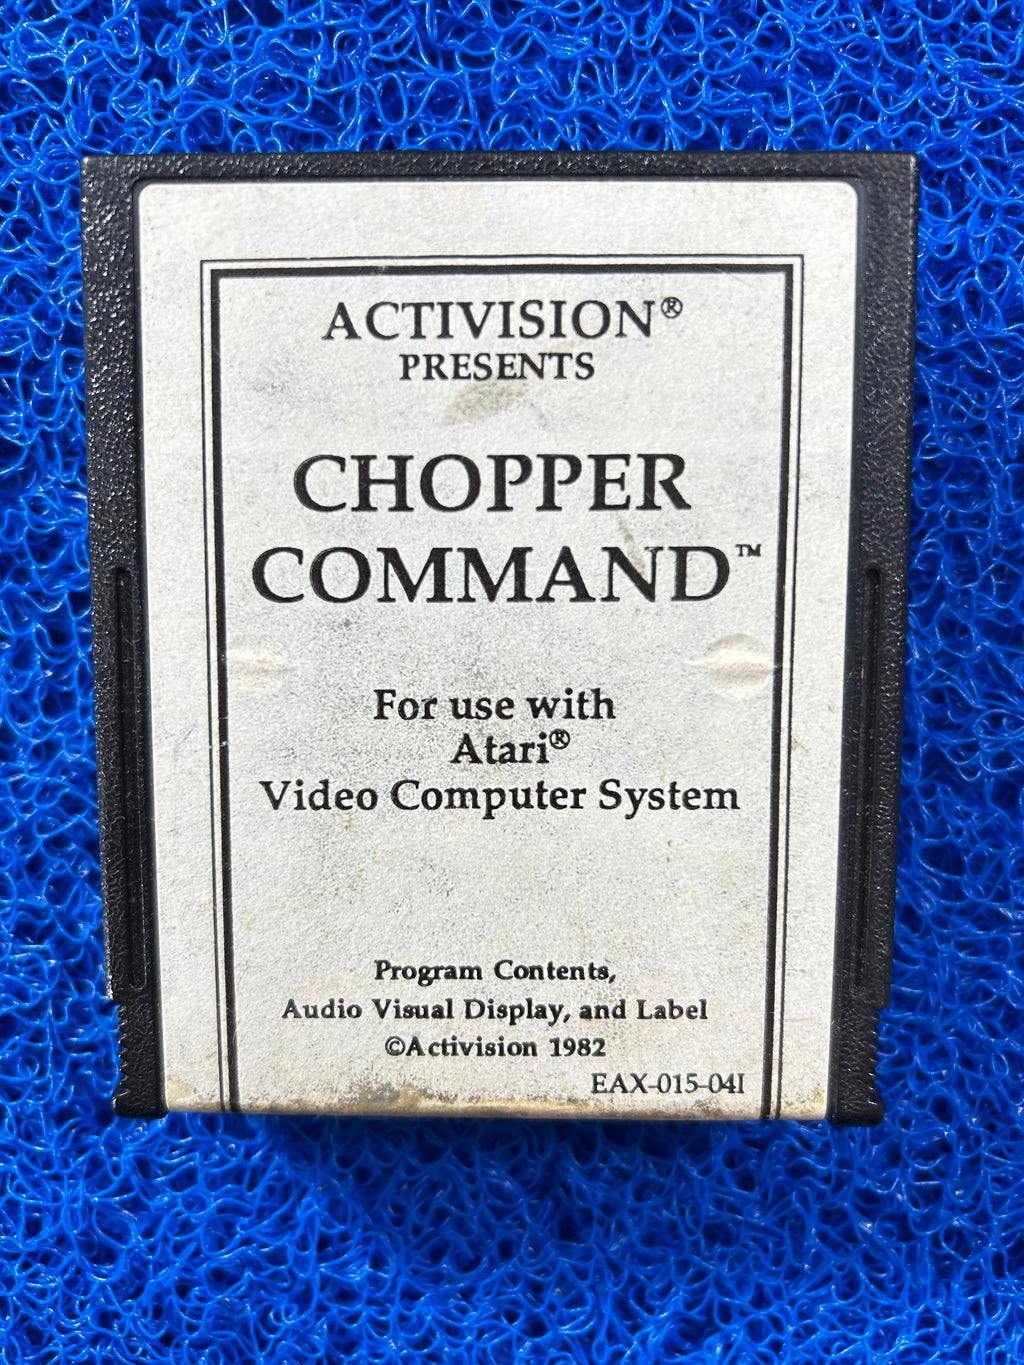 ACTIVISION®
PRESENTS
CHOPPER
COMMAND™
For use with
Atari®
Video Computer System
Program Contents,
Audio Visual Display, and Label
©Activision 1982
EAX-015-04I